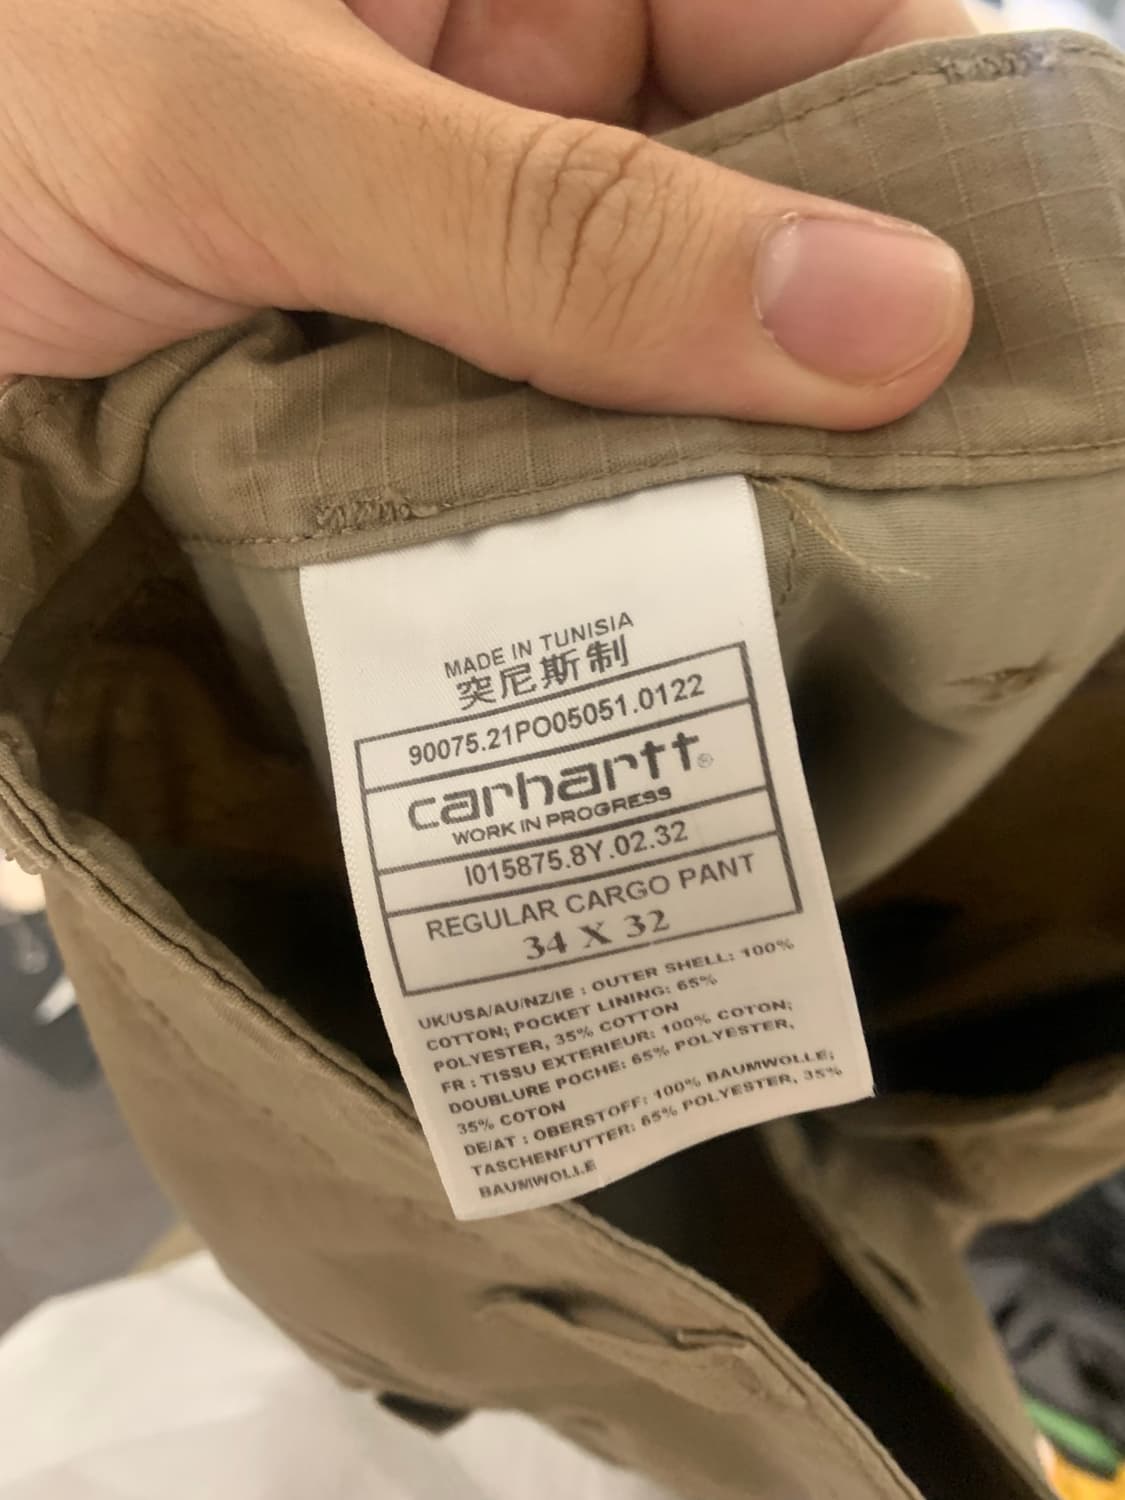 MADE IN TUNISIA
突尼斯制
90075.21PO05051.0122
carhartt®
WORK IN PROGRESS
I015875.8Y.02.32
REGULAR CARGO PANT
34 X 32
UK/USA/AU/NZ/IE : OUTER SHELL: 100%
COTTON; POCKET LINING: 65%
POLYESTER, 35% COTTON
FR : TISSU EXTERIEUR: 100% COTON;
DOUBLURE POCHE: 65% POLYESTER,
35% COTON
DE/AT : OBERSTOFF: 100% BAUMWOLLE;
TASCHENFUTTER: 65% POLYESTER, 35%
BAUMWOLLE